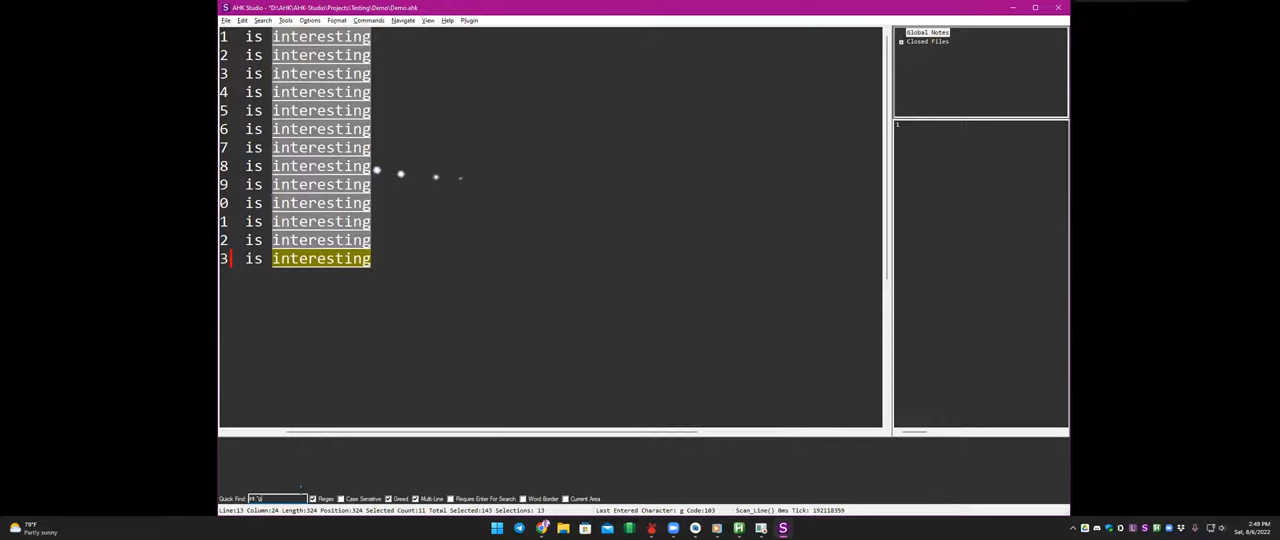 AHK Studio - "D:\AHK\AHK-Studio\Projects\Testing\Demo\Demo.ahk
File Edit Search Tools Options Format Commands Navigate View Help Plugin
1 is interesting
2 is interesting
3 is interesting
4 is interesting
5 is interesting
6 is interesting
7 is interesting
8 is interesting
9 is interesting
0 is interesting
1 is interesting
2 is interesting
3 is interesting
Global Notes
Closed Files
1
Quick Find: int.*g Regex Case Sensitive Greed Multi-Line Require Enter For Search Word Border Current Area
Line:13 Column:24 Length:324 Position:324 Selected Count:11 Total Selected:143 Selections: 13 Last Entered Character: g Code:103 Scan_Line() 0ms Tick: 192118359
79°F
Partly sunny
2:49 PM
Sat, 8/6/2022